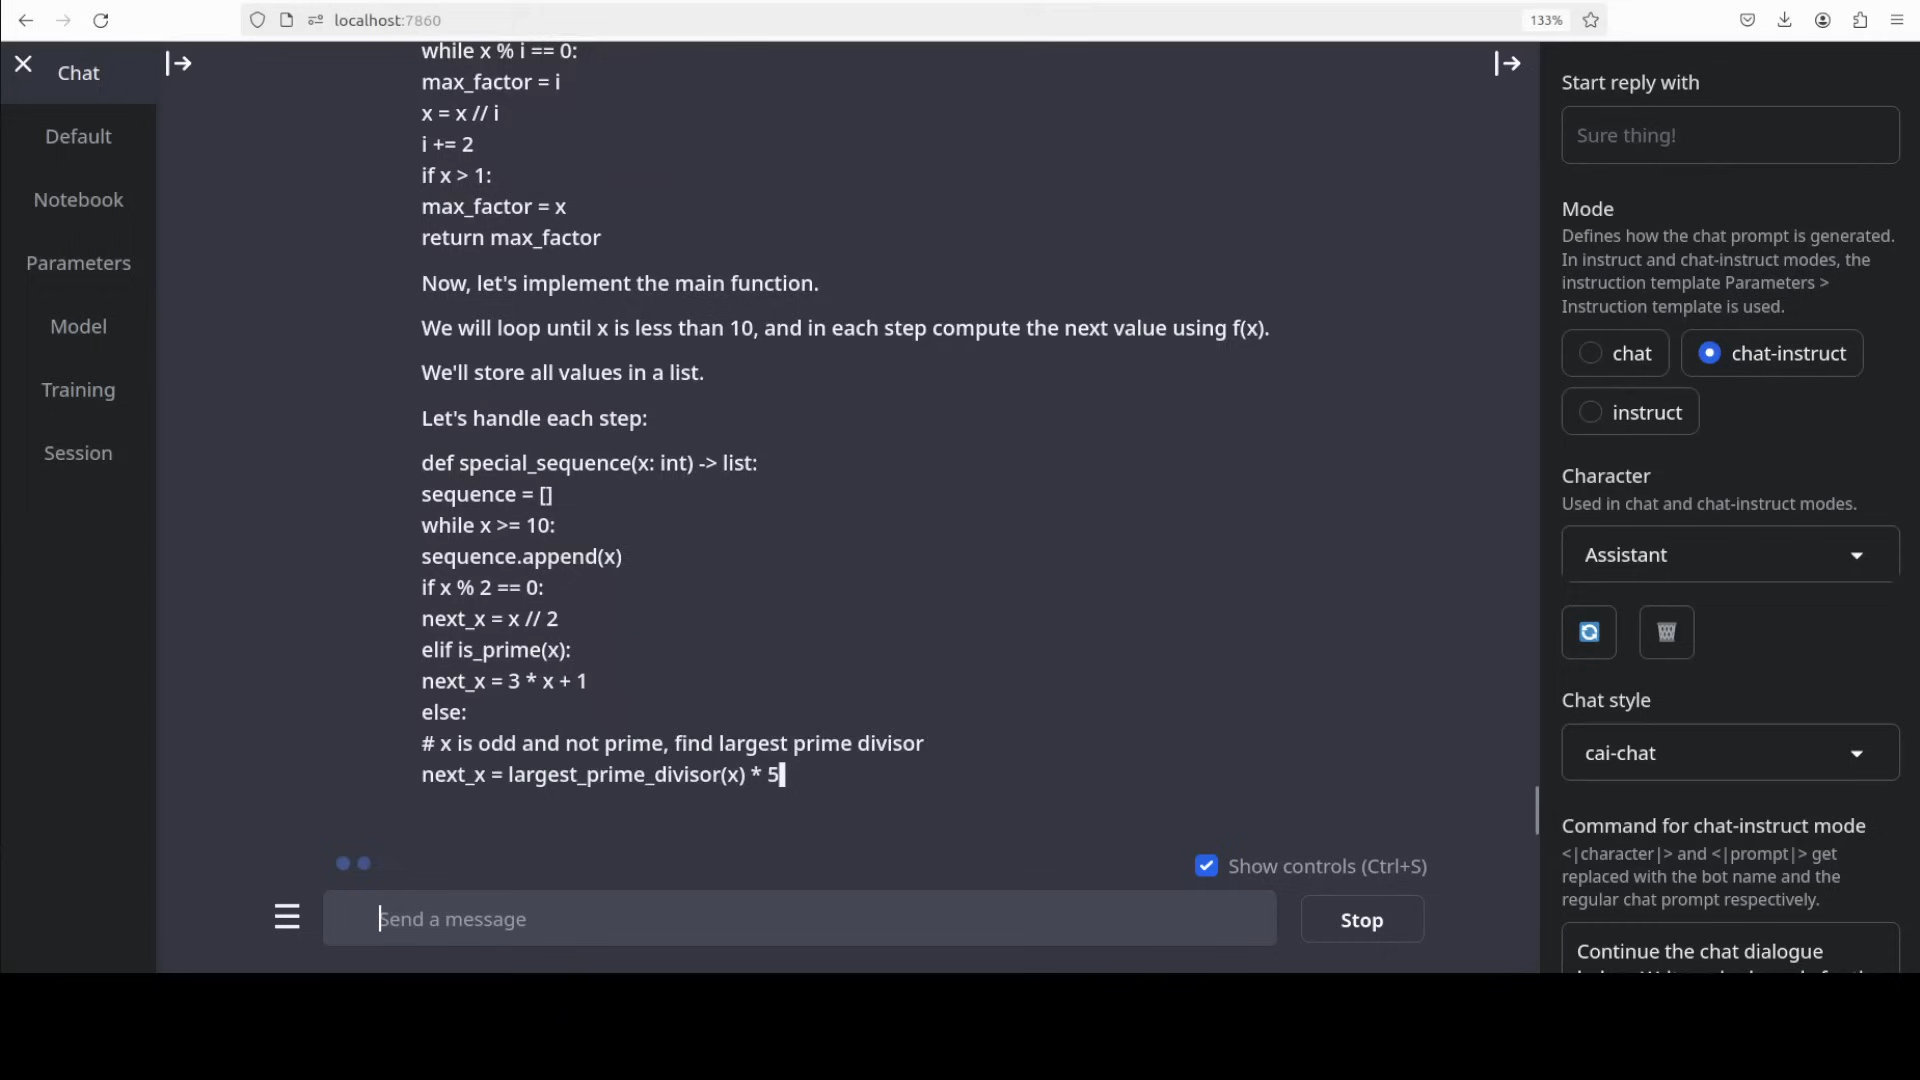 localhost:7860
133%
Chat
Default
Notebook
Parameters
Model
Training
Session
while x % i == 0:
max_factor = i
x = x // i
i += 2
if x > 1:
max_factor = x
return max_factor
Now, let's implement the main function.
We will loop until x is less than 10, and in each step compute the next value using f(x).
We'll store all values in a list.
Let's handle each step:
def special_sequence(x: int) -> list:
sequence = []
while x >= 10:
sequence.append(x)
if x % 2 == 0:
next_x = x // 2
elif is_prime(x):
next_x = 3 * x + 1
else:
# x is odd and not prime, find largest prime divisor
next_x = largest_prime_divisor(x) * 5
Show controls (Ctrl+S)
Send a message
Stop
Start reply with
Sure thing!
Mode
Defines how the chat prompt is generated.
In instruct and chat-instruct modes, the
instruction template Parameters >
Instruction template is used.
chat
chat-instruct
instruct
Character
Used in chat and chat-instruct modes.
Assistant
Chat style
cai-chat
Command for chat-instruct mode
<|character|> and <|prompt|> get
replaced with the bot name and the
regular chat prompt respectively.
Continue the chat dialogue